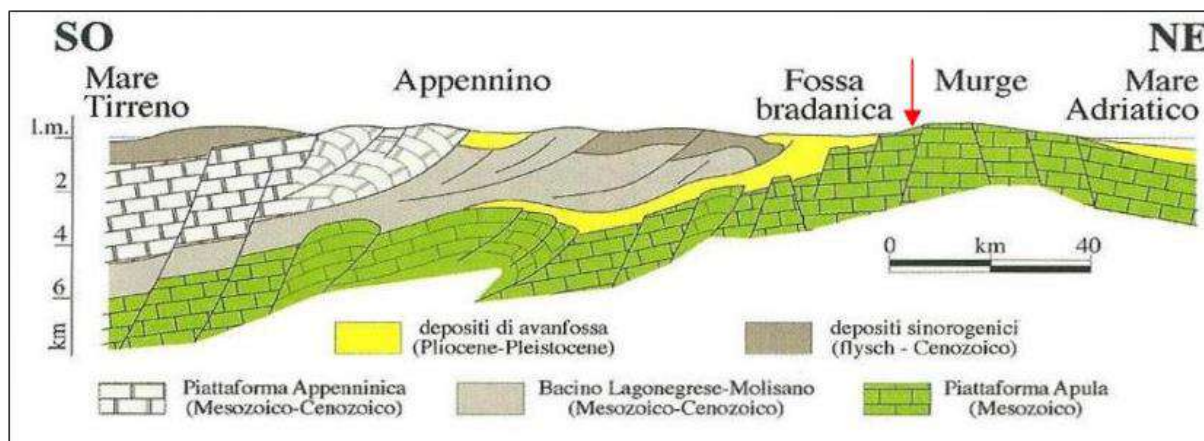 SO
NE
Mare
Tirreno
Appennino
Fossa
bradanica
Murge
Mare
Adriatico
l.m.
2
4
6
km
0
km
40
depositi di avanfossa
(Pliocene-Pleistocene)
depositi sinorogenici
(flysch - Cenozoico)
Piattaforma Appenninica
(Mesozoico-Cenozoico)
Bacino Lagonegrese-Molisano
(Mesozoico-Cenozoico)
Piattaforma Apula
(Mesozoico)